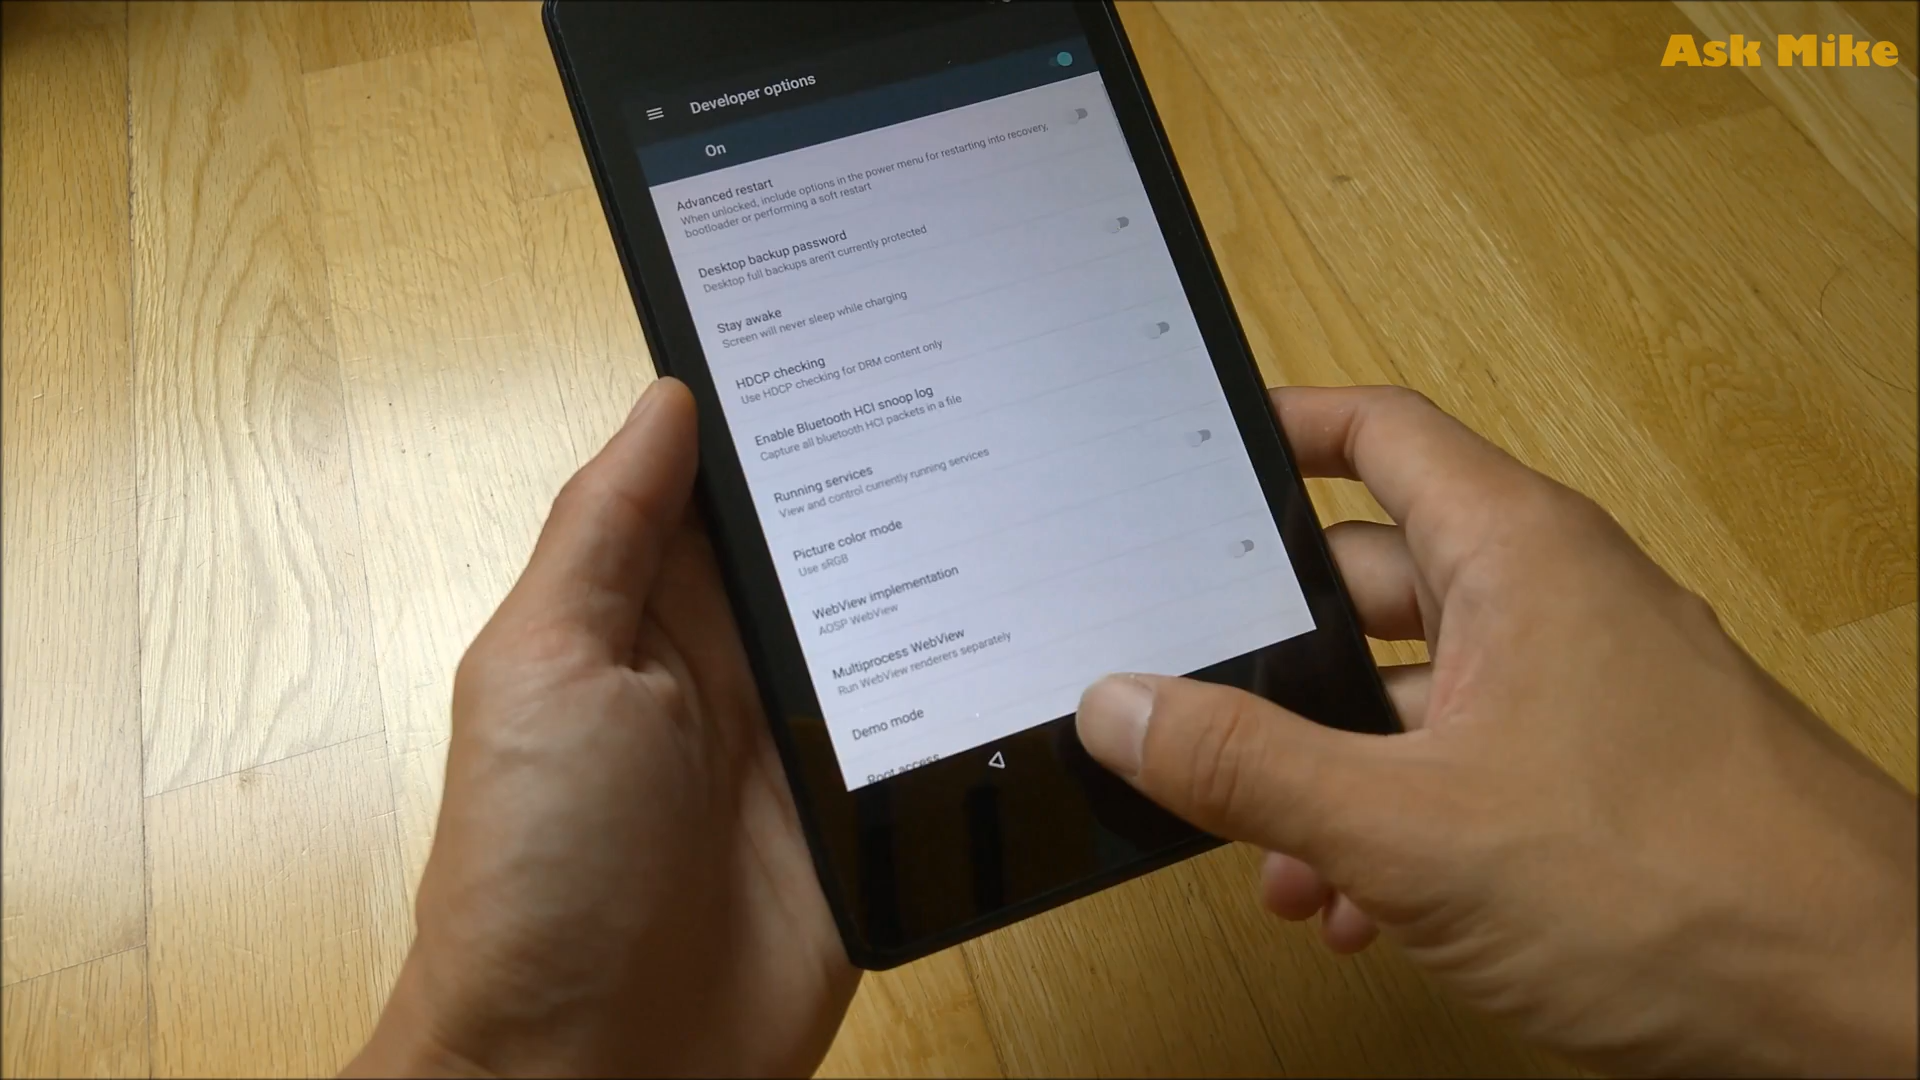 Ask Mike
Developer options
On
Advanced restart
When unlocked, include options in the power menu for restarting into recovery,
bootloader or performing a soft restart
Desktop backup password
Desktop full backups aren't currently protected
Stay awake
Screen will never sleep while charging
HDCP checking
Use HDCP checking for DRM content only
Enable Bluetooth HCI snoop log
Capture all bluetooth HCI packets in a file
Running services
View and control currently running services
Picture color mode
Use sRGB
WebView implementation
AOSP WebView
Multiprocess WebView
Run WebView renderers separately
Demo mode
Root access